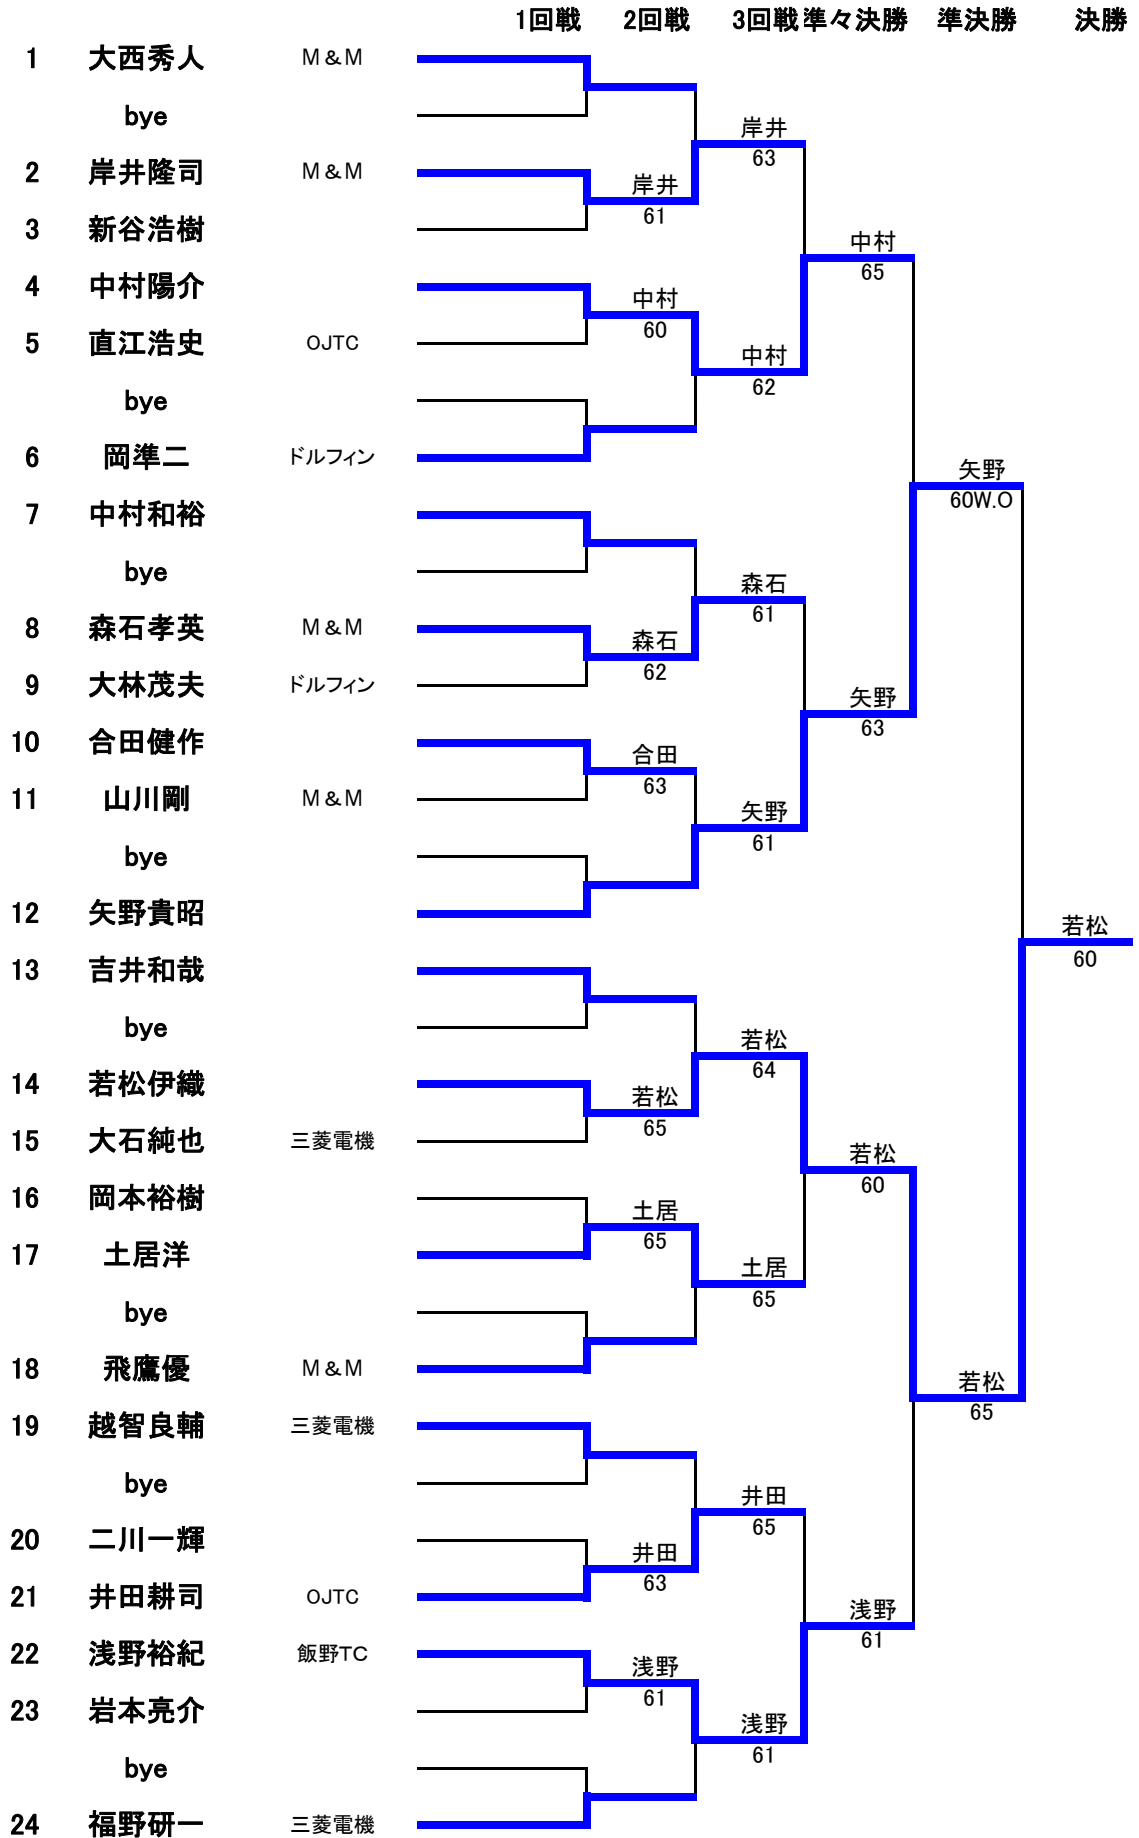 1回戦 2回戦 3回戦 準々決勝 準決勝 決勝
1 大西秀人 M&M
bye
岸井
63
2 岸井隆司 M&M
岸井
61
3 新谷浩樹
中村
65
4 中村陽介
中村
60
5 直江浩史 OJTC
中村
62
bye
6 岡準二 ドルフィン
矢野
60W.O
7 中村和裕
bye
森石
61
8 森石孝英 M&M
森石
62
9 大林茂夫 ドルフィン
矢野
63
10 合田健作
合田
63
11 山川剛 M&M
矢野
61
bye
12 矢野貴昭
若松
60
13 吉井和哉
bye
若松
64
14 若松伊織
若松
65
15 大石純也 三菱電機
若松
60
16 岡本裕樹
土居
65
17 土居洋
土居
65
bye
18 飛鷹優 M&M
若松
65
19 越智良輔 三菱電機
bye
井田
65
20 二川一輝
井田
63
21 井田耕司 OJTC
浅野
61
22 浅野裕紀 飯野TC
浅野
61
23 岩本亮介
浅野
61
bye
24 福野研一 三菱電機